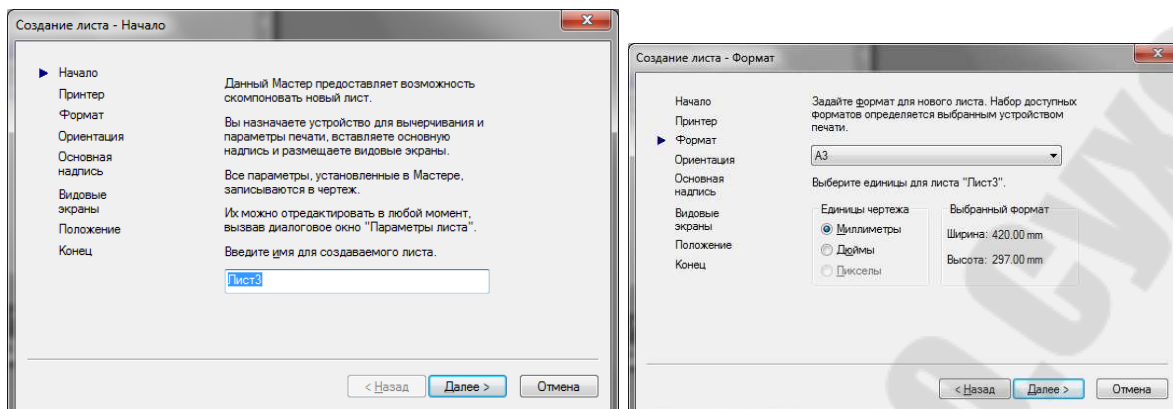 Создание листа - Начало
Начало
Принтер
Формат
Ориентация
Основная
надпись
Видовые
экраны
Положение
Конец
Данный Мастер предоставляет возможность
скомпоновать новый лист.
Вы назначаете устройство для вычерчивания и
параметры печати, вставляете основную
надпись и размещаете видовые экраны.
Все параметры, установленные в Мастере,
записываются в чертеж.
Их можно отредактировать в любой момент,
вызвав диалоговое окно "Параметры листа".
Введите имя для создаваемого листа.
Лист3
< Назад
Далее >
Отмена
Создание листа - Формат
Начало
Принтер
Формат
Ориентация
Основная
надпись
Видовые
экраны
Положение
Конец
Задайте формат для нового листа. Набор доступных
форматов определяется выбранным устройством
печати.
A3
Выберите единицы для листа "Лист3".
Единицы чертежа
Миллиметры
Дюймы
Пикселы
Выбранный формат
Ширина: 420.00 mm
Высота: 297.00 mm
< Назад
Далее >
Отмена